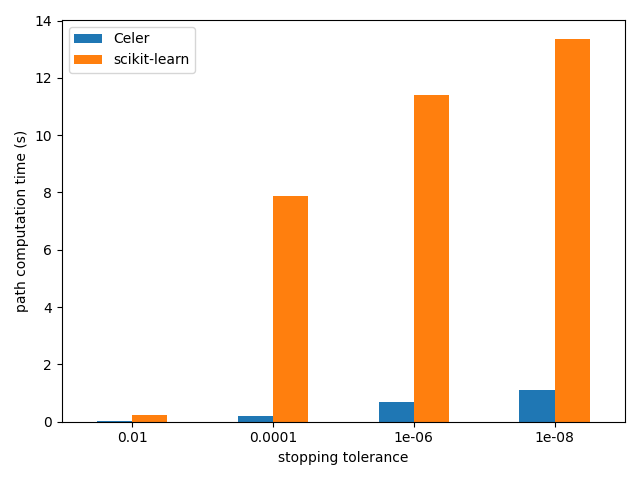 Celer
scikit-learn
path computation time (s)
14
12
10
8
6
4
2
0
0.01
0.0001
1e-06
1e-08
stopping tolerance